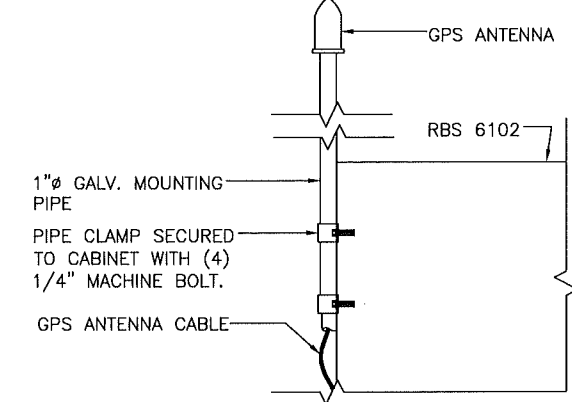 GPS ANTENNA
RBS 6102
1"ø GALV. MOUNTING
PIPE
PIPE CLAMP SECURED
TO CABINET WITH (4)
1/4" MACHINE BOLT.
GPS ANTENNA CABLE